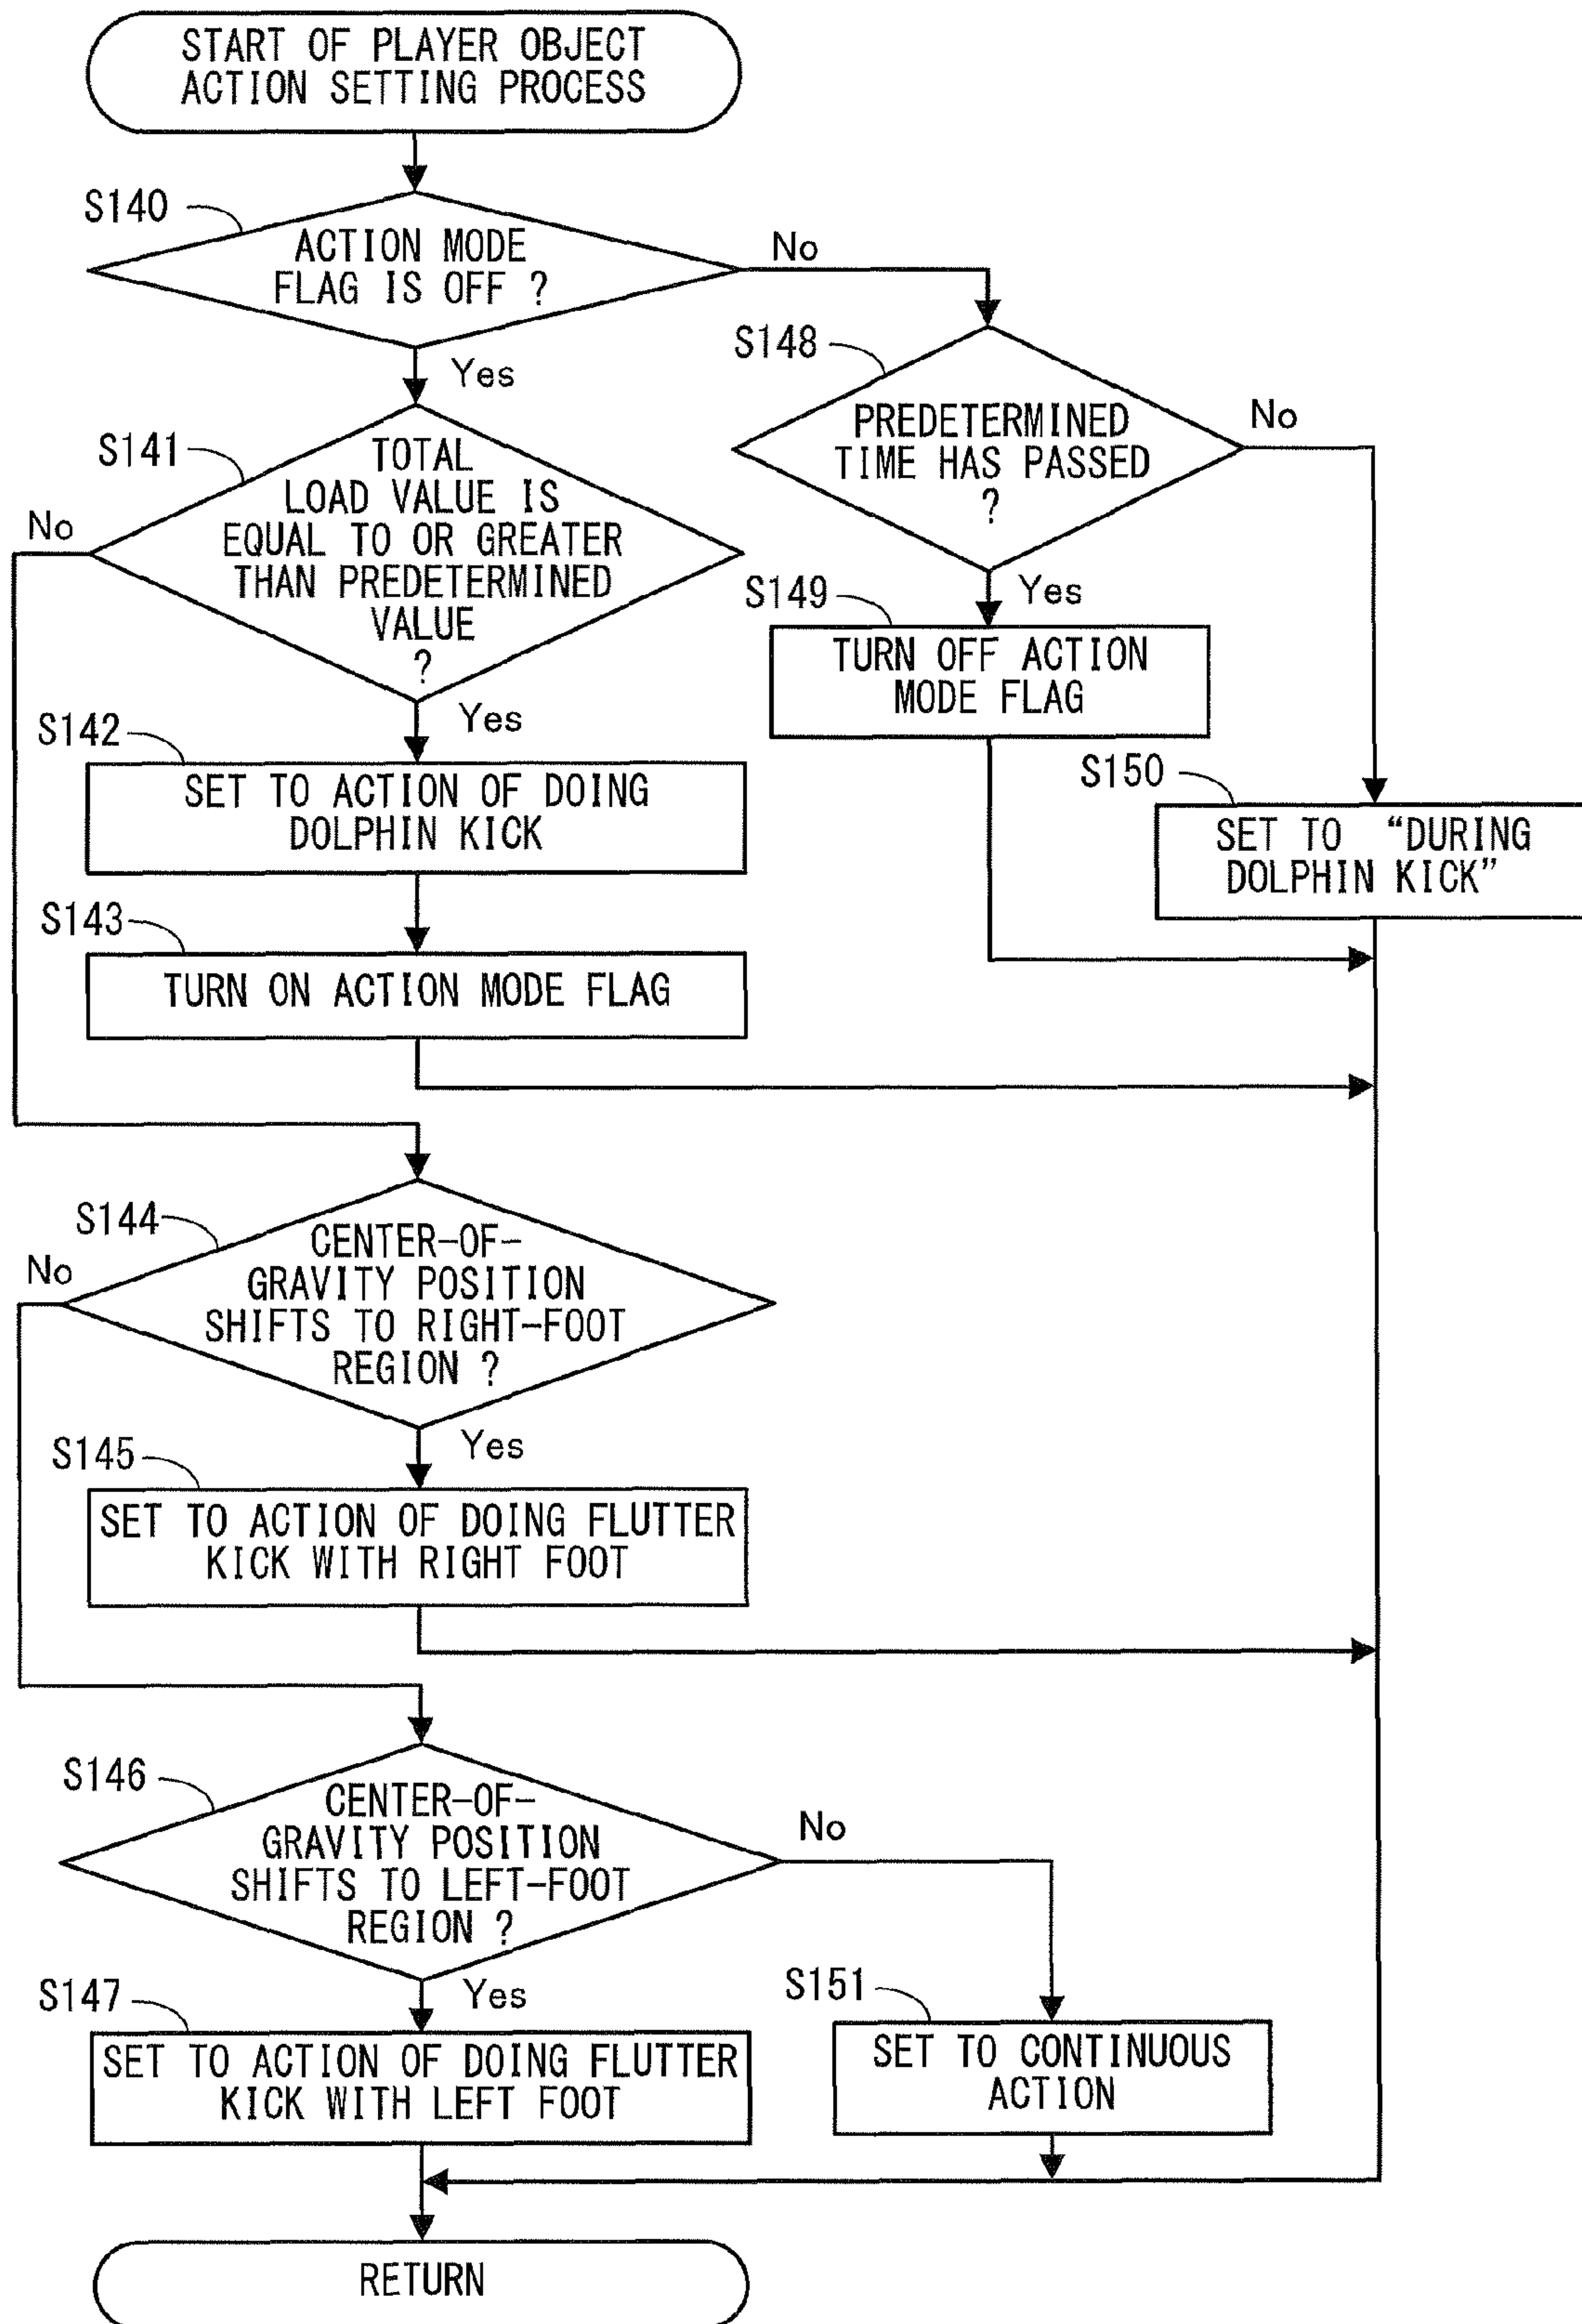 START OF PLAYER OBJECT
ACTION SETTING PROCESS
S140
ACTION MODE
FLAG IS OFF ?
No
Yes
S148
PREDETERMINED
TIME HAS PASSED
?
No
Yes
S141
TOTAL
LOAD VALUE IS
EQUAL TO OR GREATER
THAN PREDETERMINED
VALUE
?
No
Yes
S149
TURN OFF ACTION
MODE FLAG
S142
SET TO ACTION OF DOING
DOLPHIN KICK
S150
SET TO “DURING
DOLPHIN KICK”
S143
TURN ON ACTION MODE FLAG
S144
No
CENTER-OF-
GRAVITY POSITION
SHIFTS TO RIGHT-FOOT
REGION ?
Yes
S145
SET TO ACTION OF DOING FLUTTER
KICK WITH RIGHT FOOT
S146
CENTER-OF-
GRAVITY POSITION
SHIFTS TO LEFT-FOOT
REGION ?
No
Yes
S147
SET TO ACTION OF DOING FLUTTER
KICK WITH LEFT FOOT
S151
SET TO CONTINUOUS
ACTION
RETURN